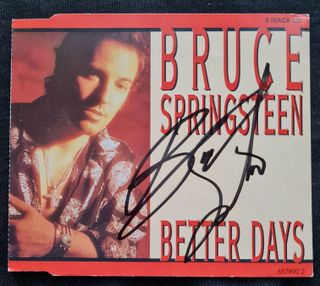 3 TRACK CD
BRUCE
SPRINGSTEEN
BETTER DAYS
657890 2